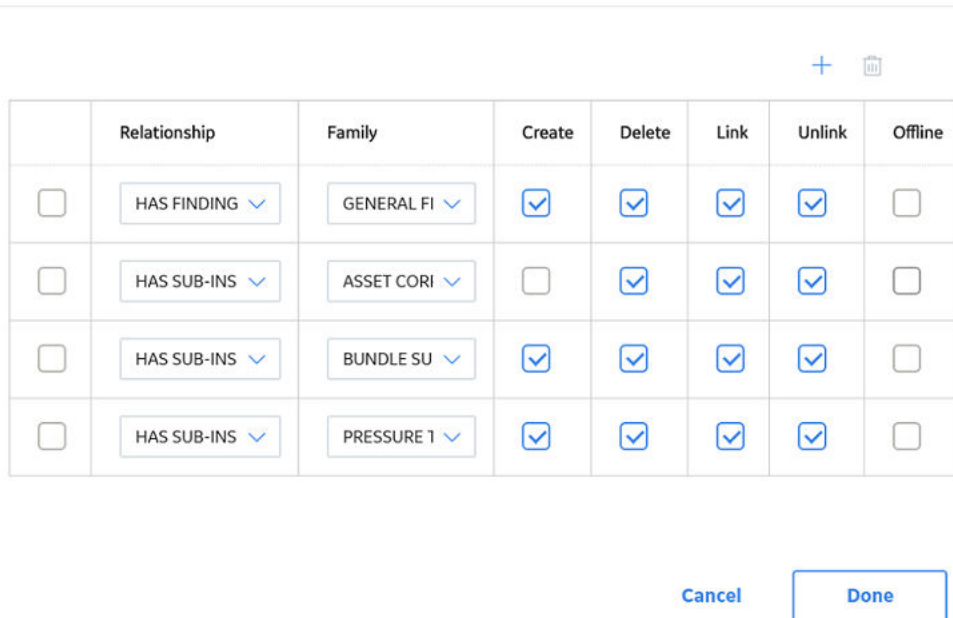 Relationship Family Create Delete Link Unlink Offline
HAS FINDING GENERAL FI
HAS SUB-INS ASSET CORI
HAS SUB-INS BUNDLE SU
HAS SUB-INS PRESSURE
Cancel Done